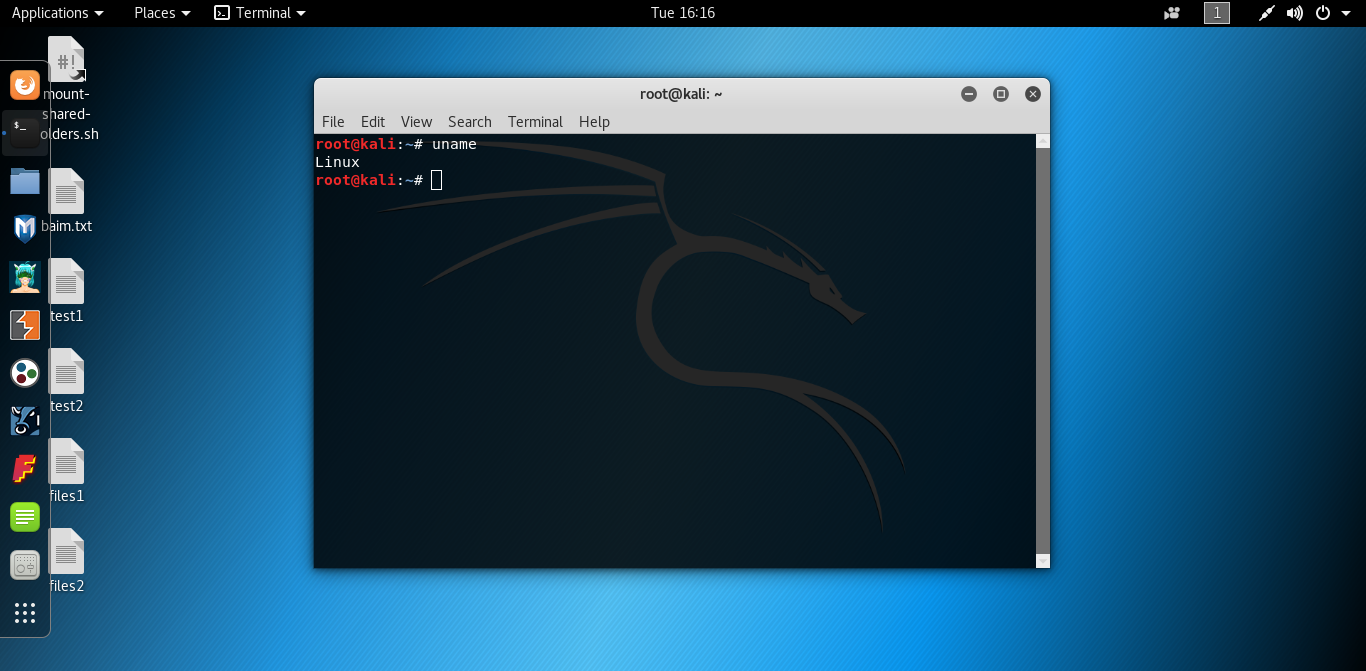 Applications Places Terminal Tue 16:16 1
#!
mount-
shared-
olders.sh
$_
baim.txt
test1
test2
files1
files2
root@kali: ~
File Edit View Search Terminal Help
root@kali:~# uname
Linux
root@kali:~#